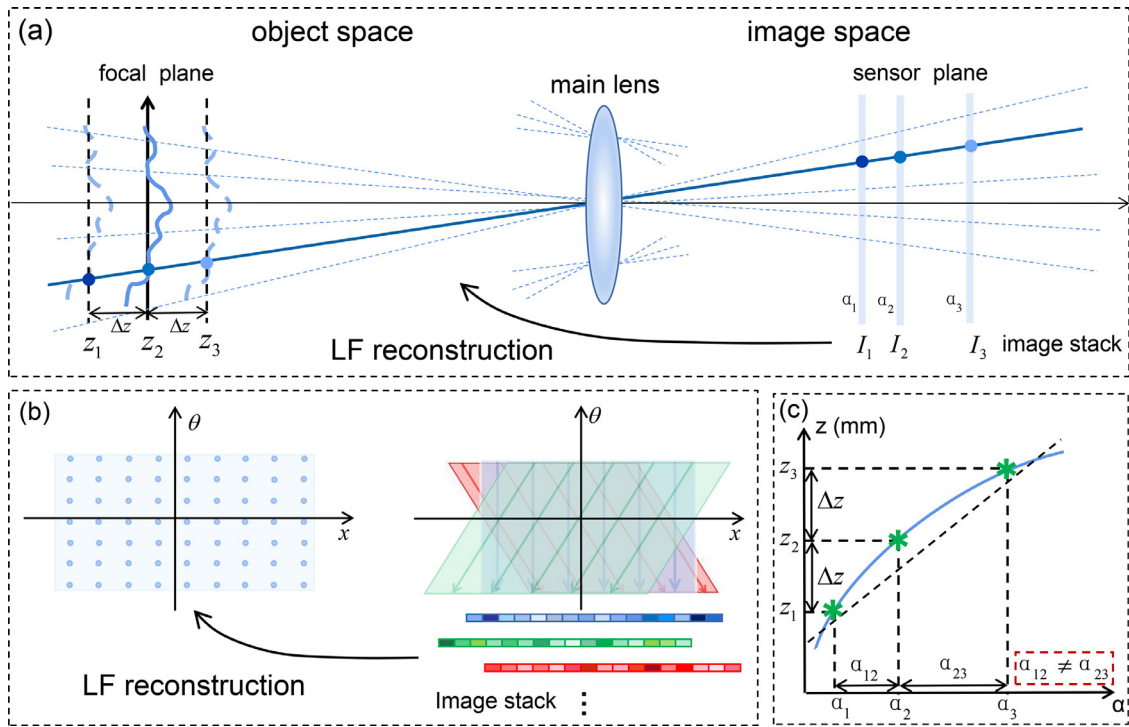 (a)
object space
image space
focal plane
main lens
sensor plane
α1
α2
α3
Δz
Δz
z1
z2
z3
LF reconstruction
I1
I2
I3
image stack
(b)
θ
x
θ
x
LF reconstruction
Image stack
⋮
(c)
z (mm)
z3
Δz
z2
Δz
z1
α12
α23
α12 ≠ α23
α1
α2
α3
α